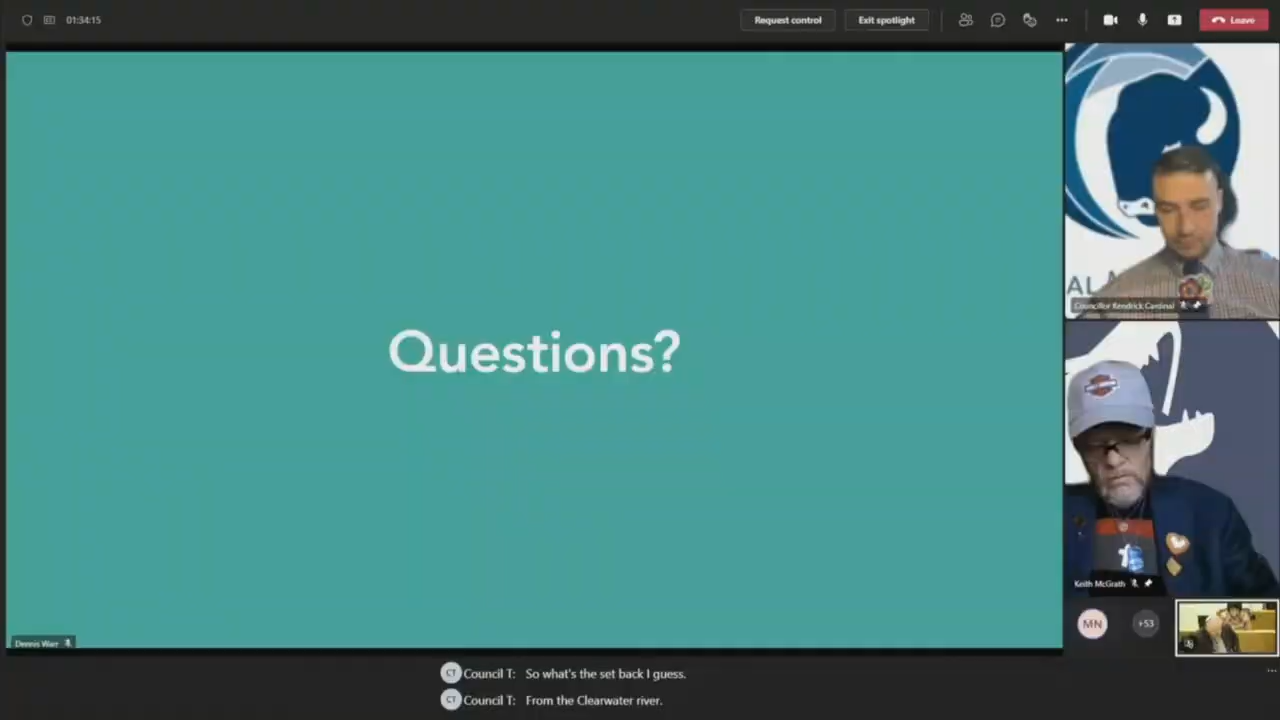 01:34:15
Request control
Exit spotlight
Leave
Questions?
AL
Councillor Kendrick Cardinal
Keith McGrath
MN
+53
Dennis Warr
CT Council T: So what's the set back I guess.
CT Council T: From the Clearwater river.